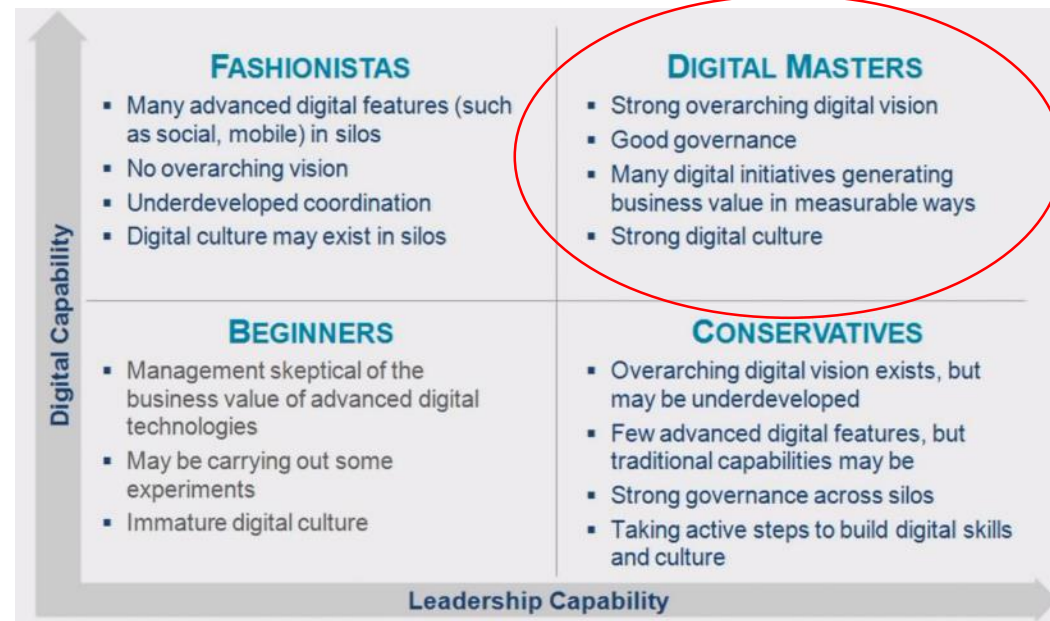 FASHIONISTAS
▪ Many advanced digital features (such
as social, mobile) in silos
▪ No overarching vision
▪ Underdeveloped coordination
▪ Digital culture may exist in silos
DIGITAL MASTERS
▪ Strong overarching digital vision
▪ Good governance
▪ Many digital initiatives generating
business value in measurable ways
▪ Strong digital culture
Digital Capability
BEGINNERS
▪ Management skeptical of the
business value of advanced digital
technologies
▪ May be carrying out some
experiments
▪ Immature digital culture
CONSERVATIVES
▪ Overarching digital vision exists, but
may be underdeveloped
▪ Few advanced digital features, but
traditional capabilities may be
▪ Strong governance across silos
▪ Taking active steps to build digital skills
and culture
Leadership Capability